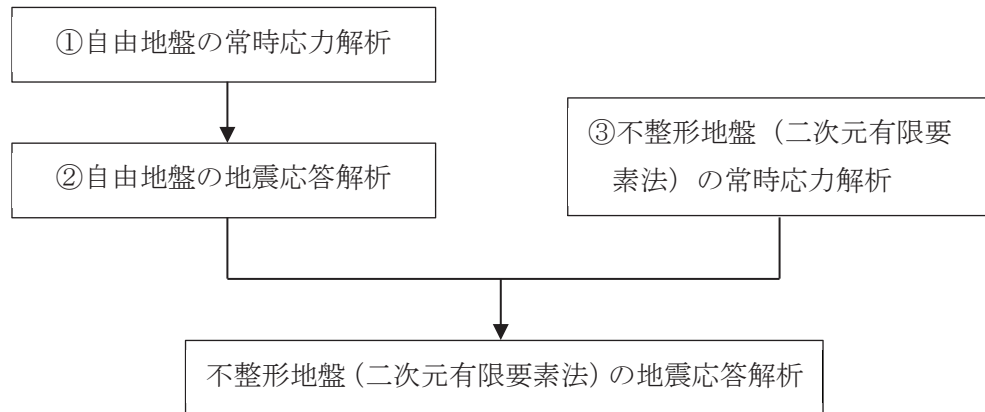 ①自由地盤の常時応力解析
②自由地盤の地震応答解析
③不整形地盤（二次元有限要
素法）の常時応力解析
不整形地盤（二次元有限要素法）の地震応答解析